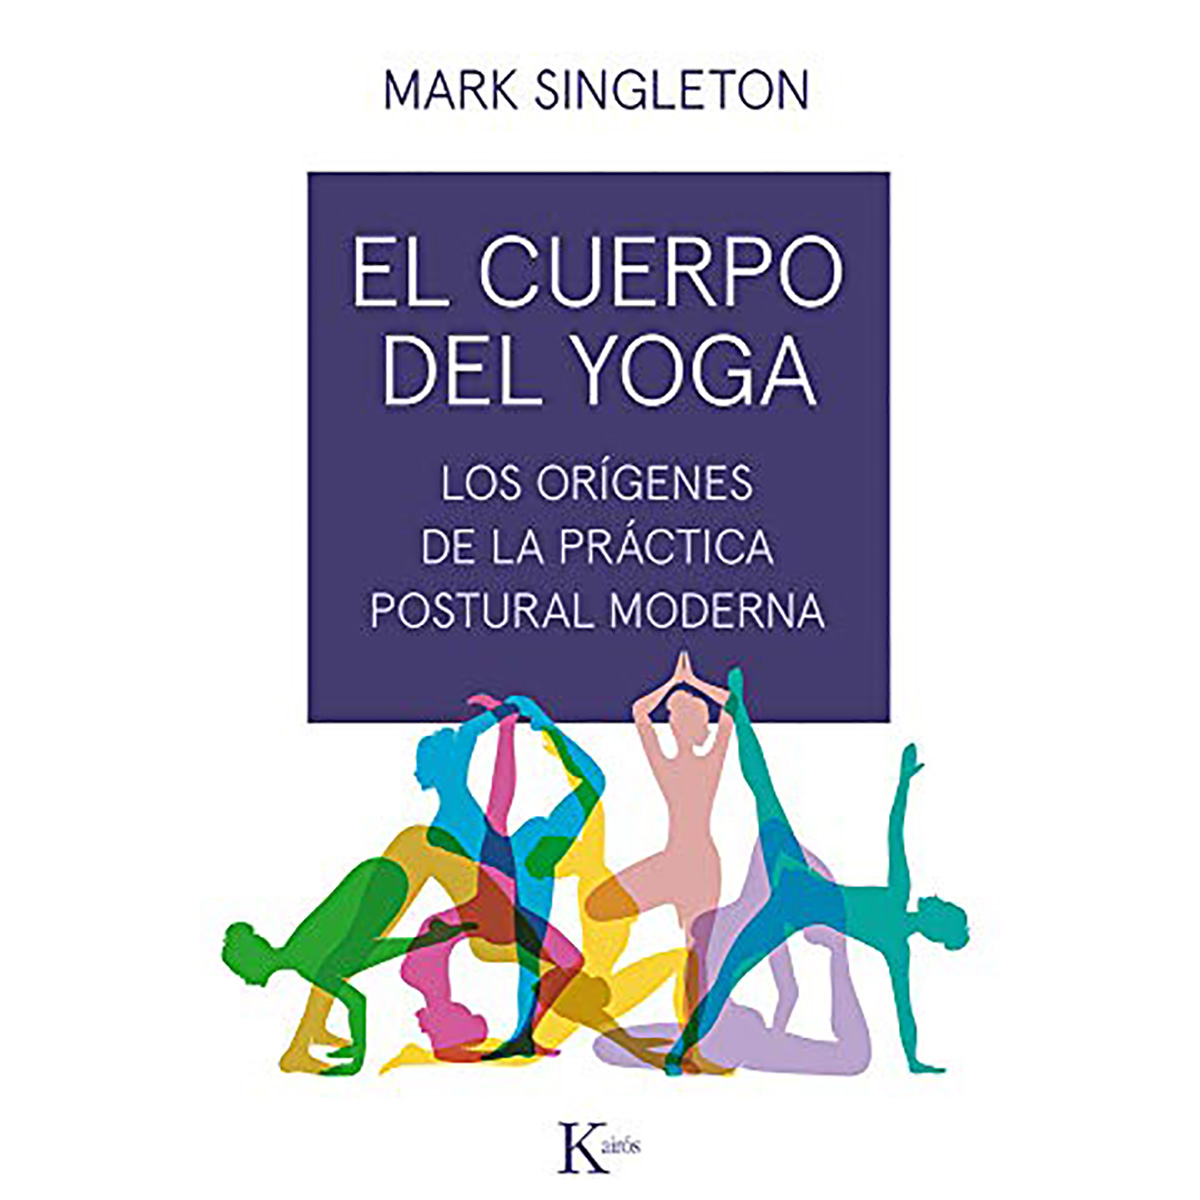 MARK SINGLETON
EL CUERPO
DEL YOGA
LOS ORÍGENES
DE LA PRÁCTICA
POSTURAL MODERNA
Kairós